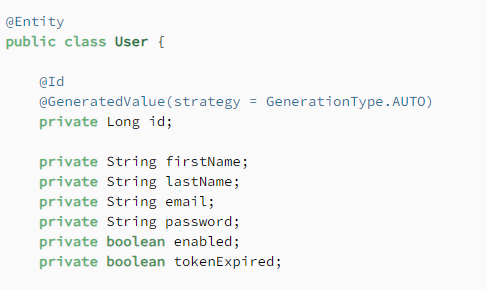 @Entity
public class User {
@Id
@GeneratedValue(strategy = GenerationType.AUTO)
private Long id;
private String firstName;
private String lastName;
private String email;
private String password;
private boolean enabled;
private boolean tokenExpired;